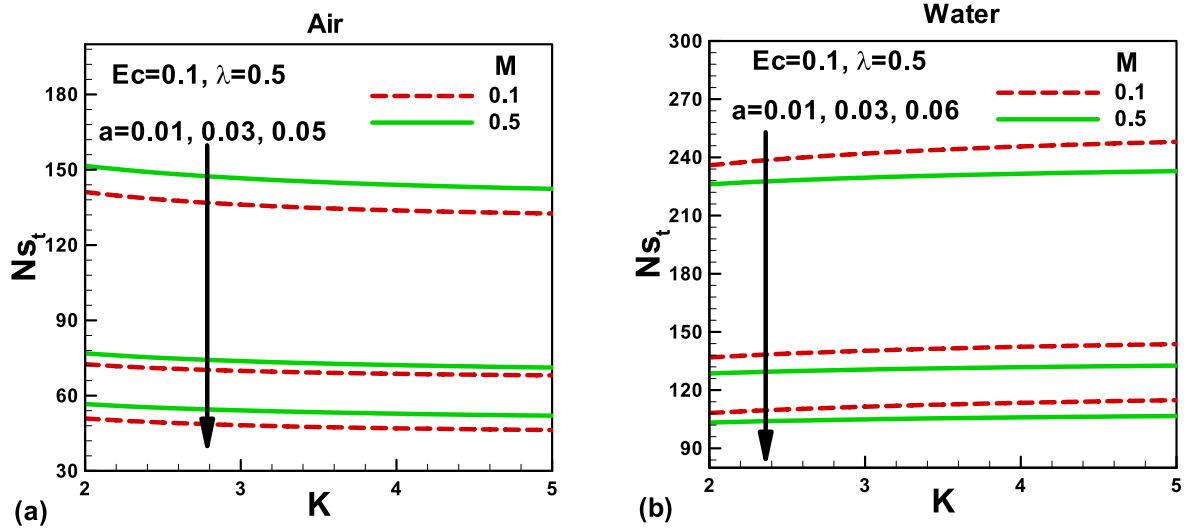 Air
Ec=0.1, λ=0.5
M
0.1
0.5
a=0.01, 0.03, 0.05
180
150
120
90
60
30
Ns_t
2
3
4
5
K
(a)
Water
Ec=0.1, λ=0.5
M
0.1
0.5
a=0.01, 0.03, 0.06
300
270
240
210
180
150
120
90
Ns_t
2
3
4
5
K
(b)